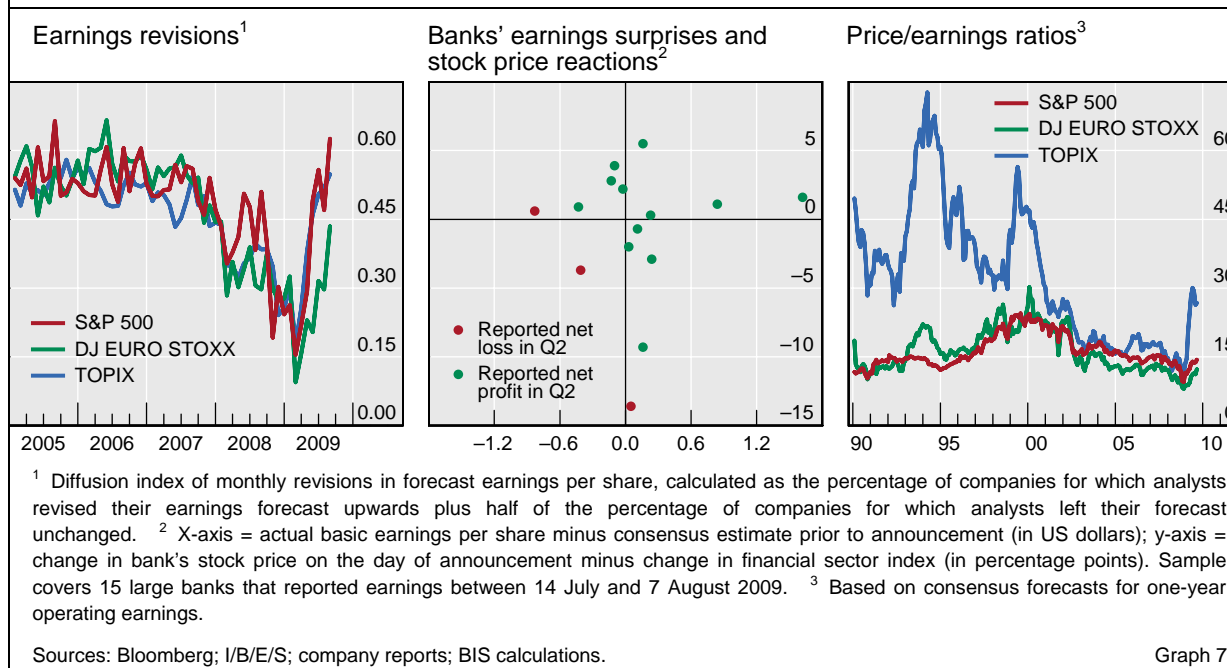 Earnings revisions1
Banks' earnings surprises and
stock price reactions2
Price/earnings ratios3
0.60
0.45
0.30
0.15
0.00
S&P 500
DJ EURO STOXX
TOPIX
2005 2006 2007 2008 2009
5
0
–5
–10
–15
Reported net
loss in Q2
Reported net
profit in Q2
–1.2 –0.6 0.0 0.6 1.2
S&P 500
DJ EURO STOXX
TOPIX
45
30
15
90 95 00 05 10
1 Diffusion index of monthly revisions in forecast earnings per share, calculated as the percentage of companies for which analysts
revised their earnings forecast upwards plus half of the percentage of companies for which analysts left their forecast
unchanged. 2 X-axis = actual basic earnings per share minus consensus estimate prior to announcement (in US dollars); y-axis =
change in bank's stock price on the day of announcement minus change in financial sector index (in percentage points). Sample
covers 15 large banks that reported earnings between 14 July and 7 August 2009. 3 Based on consensus forecasts for one-year
operating earnings.
Sources: Bloomberg; I/B/E/S; company reports; BIS calculations.
Graph 7